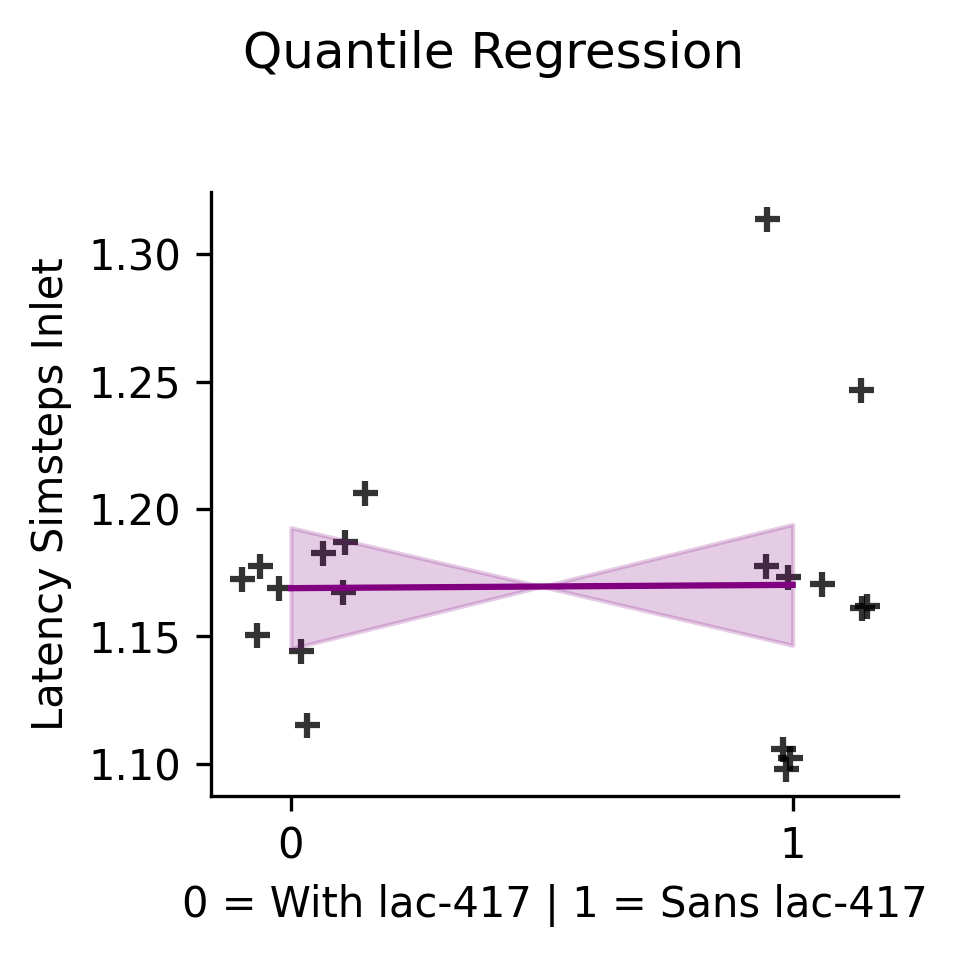 Quantile Regression
Latency Simsteps Inlet
1.30
1.25
1.20
1.15
1.10
0
1
0 = With lac-417 | 1 = Sans lac-417